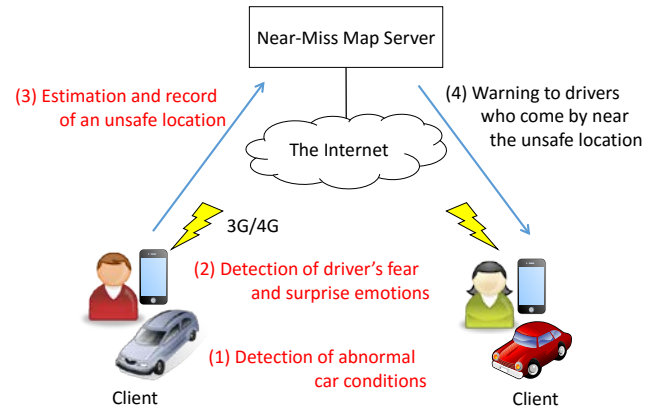 Near-Miss Map Server
(3) Estimation and record
of an unsafe location
(4) Warning to drivers
who come by near
the unsafe location
The Internet
3G/4G
(2) Detection of driver's fear
and surprise emotions
(1) Detection of abnormal
car conditions
Client
Client